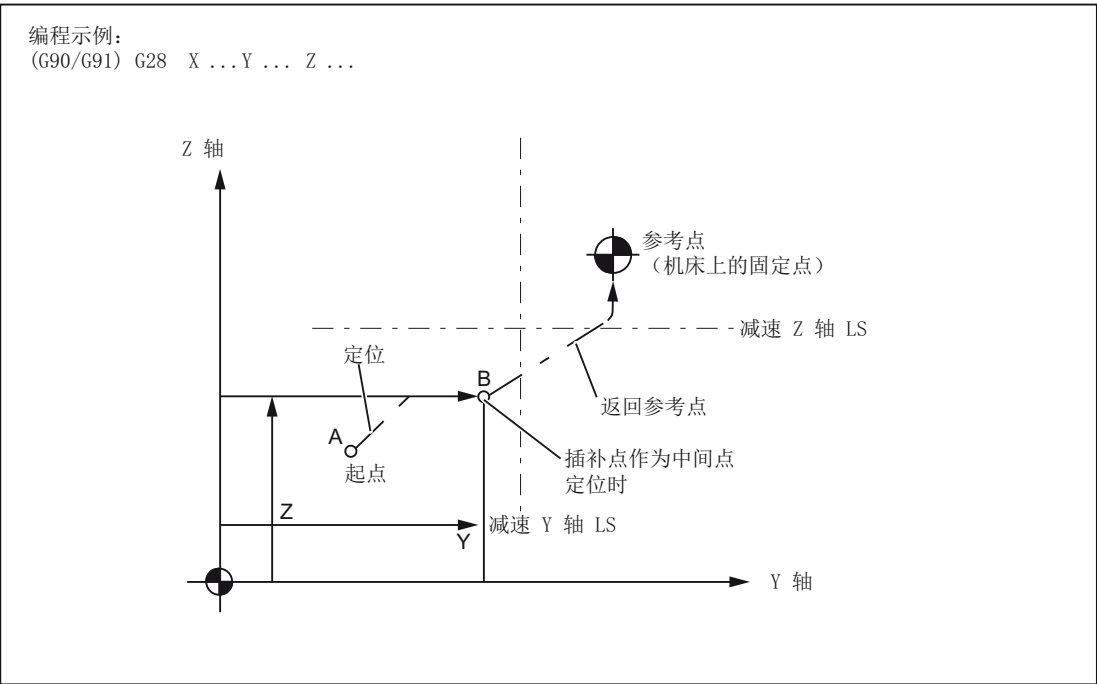 编程示例：
(G90/G91) G28 X ...Y ... Z ...
Z 轴
参考点
（机床上的固定点）
减速 Z 轴 LS
定位
B
返回参考点
A
插补点作为中间点
定位时
起点
Z
减速 Y 轴 LS
Y
Y 轴